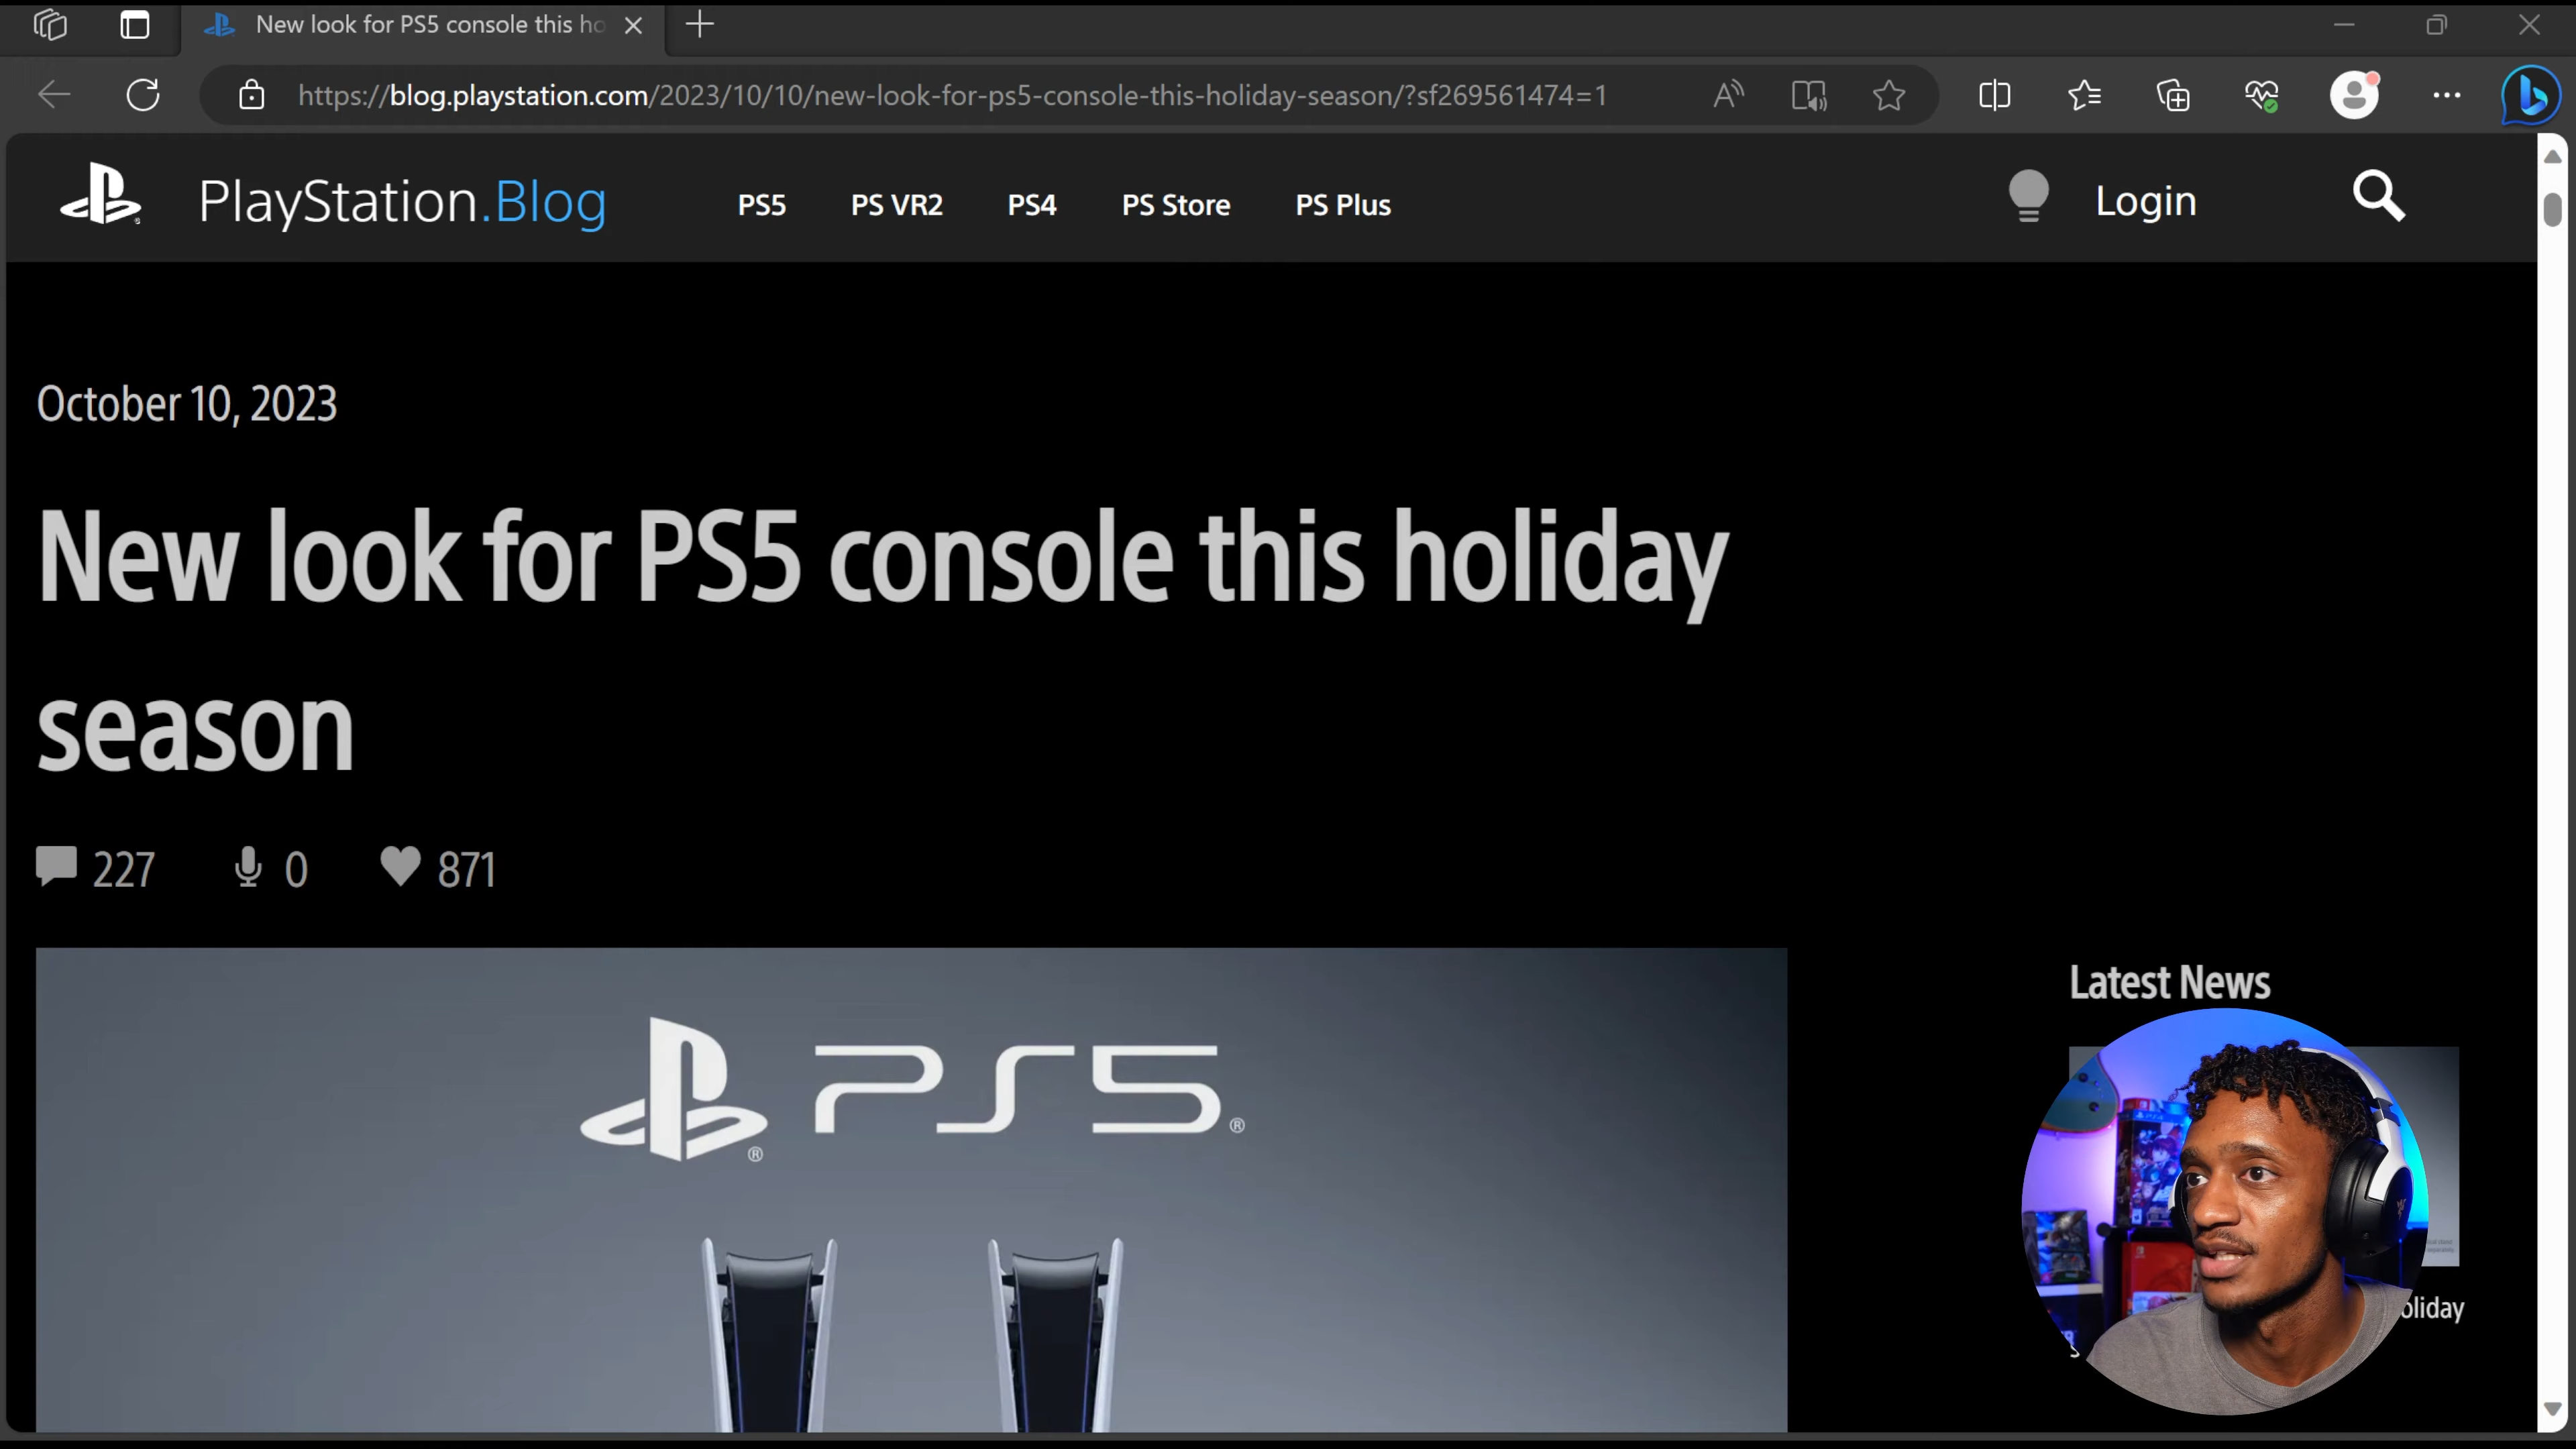 New look for PS5 console this ho
https://blog.playstation.com/2023/10/10/new-look-for-ps5-console-this-holiday-season/?sf269561474=1
PlayStation.Blog PS5 PS VR2 PS4 PS Store PS Plus Login
October 10, 2023
New look for PS5 console this holiday
season
227 0 871
PS5®
Latest News
oliday